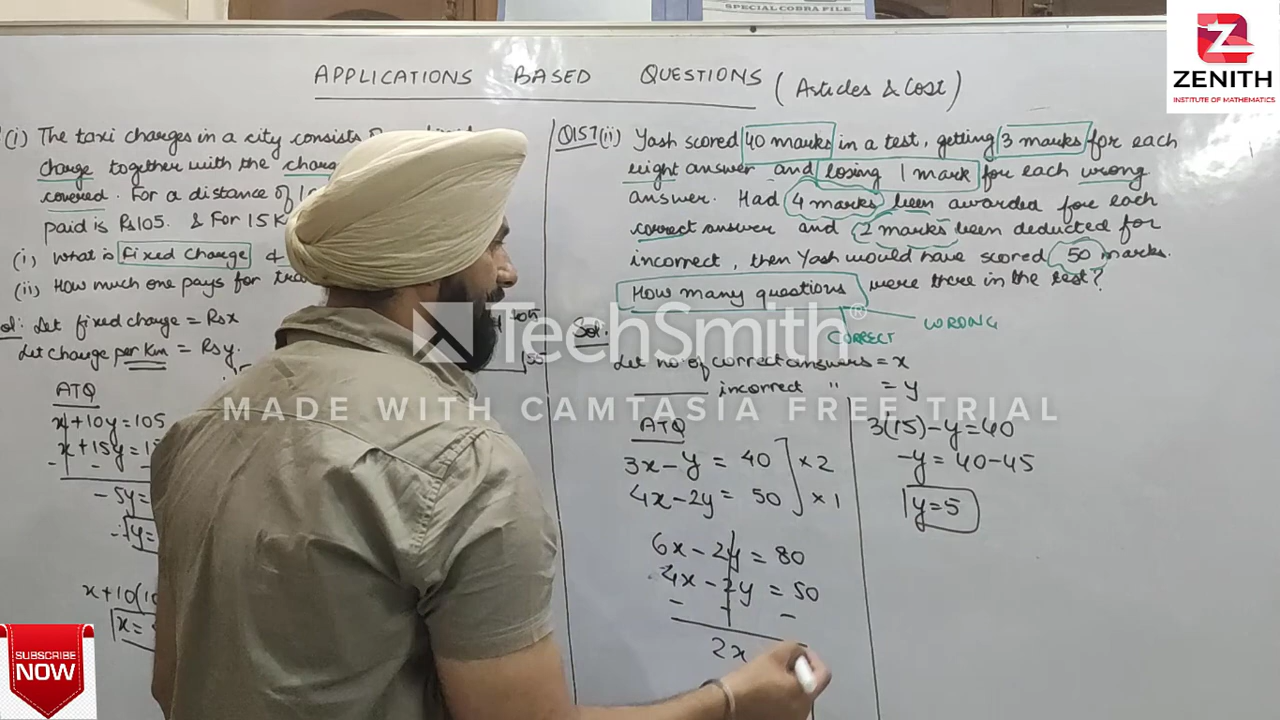 SPECIAL COBRA FILE
ZENITH
INSTITUTE OF MATHEMATICS
APPLICATIONS BASED QUESTIONS (Articles & Cost)
(i) The taxi charges in a city consists
charge together with the
covered. For a distance of
paid is Rs105. & For 15 K
(i) What is fixed charge
(ii) How much one pays for
Sol: Let fixed charge = Rs x
Let charge per km = Rs y.
ATQ
x+10y=105
x+15y=1
- - -
-5y=
y=
x+10(10
x=
Q157(ii) Yash scored 40 marks in a test, getting 3 marks for each
right answer and losing 1 mark for each wrong
answer. Had 4 marks been awarded for each
correct answer and 2 marks been deducted for
incorrect, then Yash would have scored 50 marks.
How many questions were there in the test?
CORRECT WRONG
Sol:
Let no. of correct answers = x
incorrect " = y
ATQ
3x-y = 40 ×2
4x-2y = 50 ×1
6x-2y = 80
4x-2y = 50
- - -
2x
3(15)-y=40
-y=40-45
y=5
TechSmith
MADE WITH CAMTASIA FREE TRIAL
SUBSCRIBE
NOW